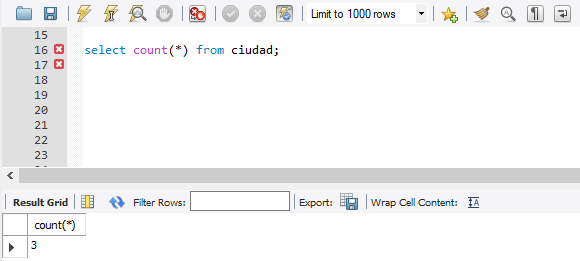 Limit to 1000 rows
15
16 select count(*) from ciudad;
17
18
19
20
21
22
23
Result Grid Filter Rows: Export: Wrap Cell Content: IA
count(*)
3